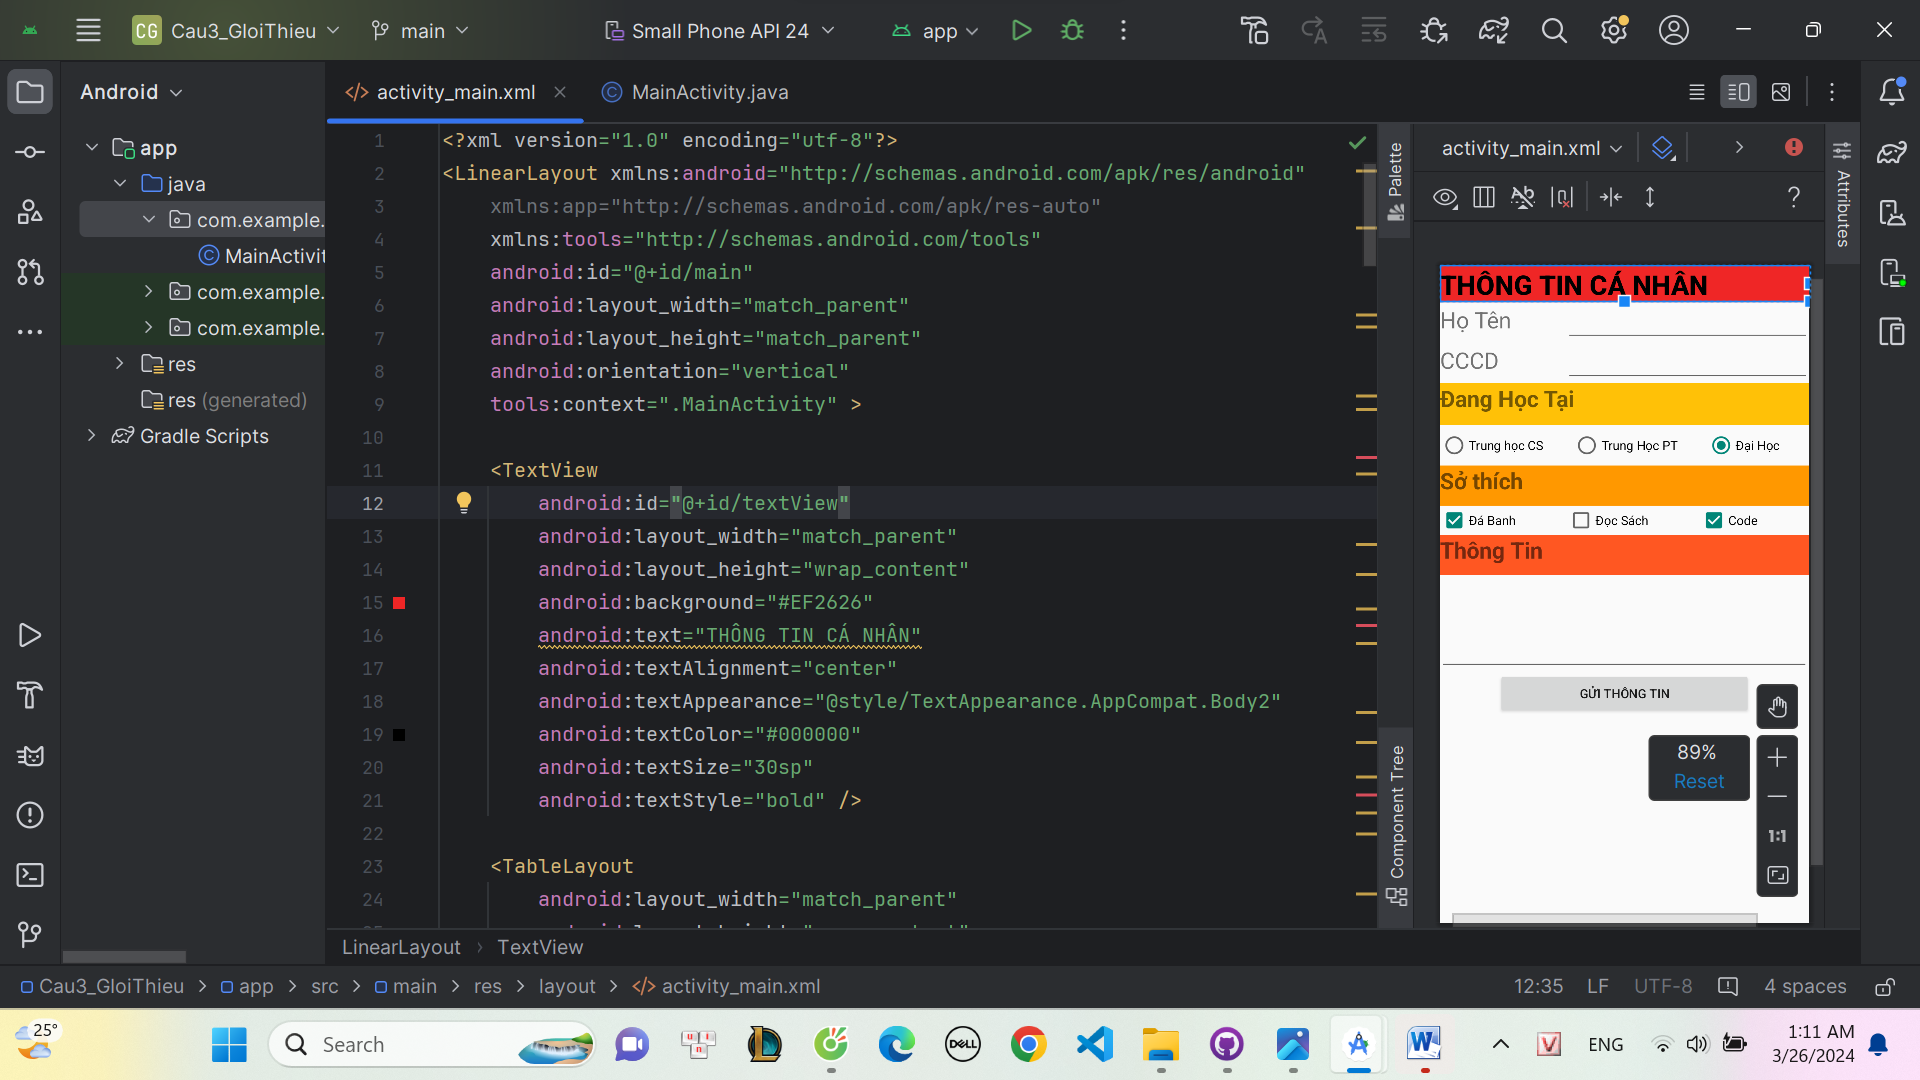 CG Cau3_GloiThieu main Small Phone API 24 app
Android activity_main.xml MainActivity.java
app
java
com.example.
MainActivit
com.example.
com.example.
res
res (generated)
Gradle Scripts
1 <?xml version="1.0" encoding="utf-8"?>
2 <LinearLayout xmlns:android="http://schemas.android.com/apk/res/android"
3 xmlns:app="http://schemas.android.com/apk/res-auto"
4 xmlns:tools="http://schemas.android.com/tools"
5 android:id="@+id/main"
6 android:layout_width="match_parent"
7 android:layout_height="match_parent"
8 android:orientation="vertical"
9 tools:context=".MainActivity" >
10
11 <TextView
12 android:id="@+id/textView"
13 android:layout_width="match_parent"
14 android:layout_height="wrap_content"
15 android:background="#EF2626"
16 android:text="THÔNG TIN CÁ NHÂN"
17 android:textAlignment="center"
18 android:textAppearance="@style/TextAppearance.AppCompat.Body2"
19 android:textColor="#000000"
20 android:textSize="30sp"
21 android:textStyle="bold" />
22
23 <TableLayout
24 android:layout_width="match_parent"
Palette
Component Tree
activity_main.xml
Attributes
THÔNG TIN CÁ NHÂN
Họ Tên
CCCD
Đang Học Tại
Trung học CS Trung Học PT Đại Học
Sở thích
Đá Banh Đọc Sách Code
Thông Tin
GỬI THÔNG TIN
89%
Reset
1:1
LinearLayout › TextView
Cau3_GloiThieu > app > src > main > res > layout > activity_main.xml 12:35 LF UTF-8 4 spaces
25° Search DELL ENG 1:11 AM
3/26/2024